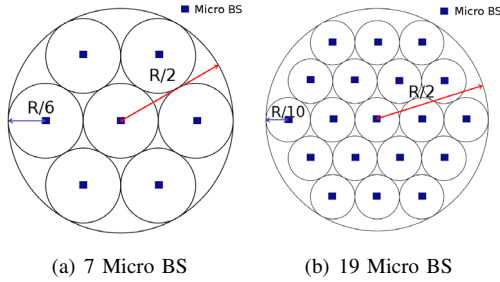 Micro BS
R/2
R/6
(a) 7 Micro BS
Micro BS
R/2
R/10
(b) 19 Micro BS